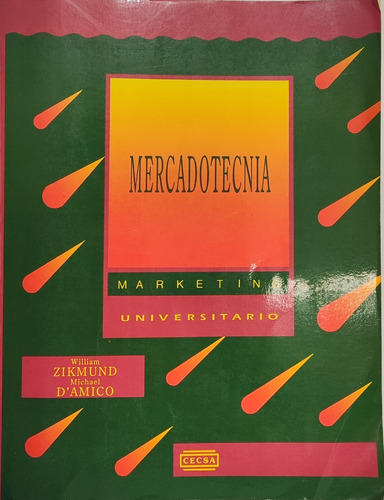 MERCADOTECNIA
MARKETING
UNIVERSITARIO
William
ZIKMUND
Michael
D'AMICO
CECSA